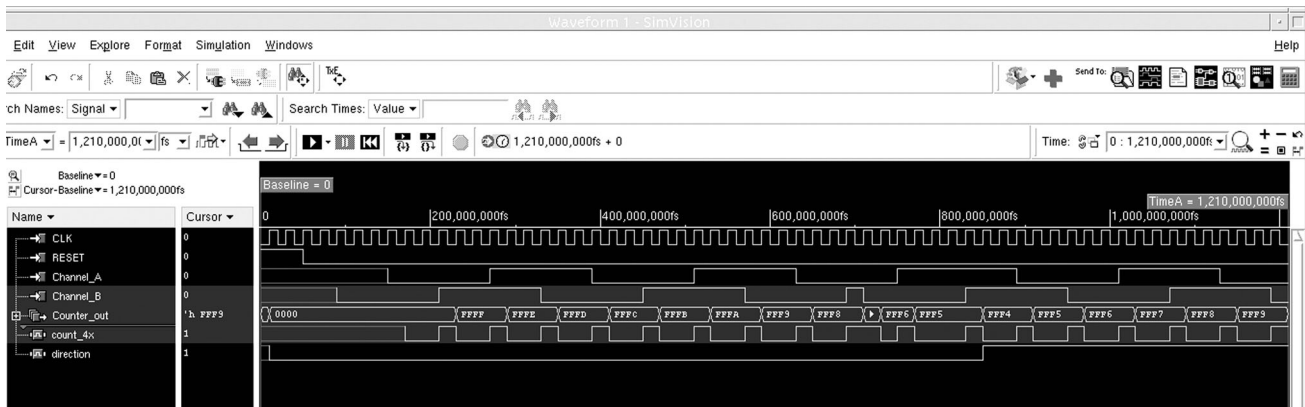 Waveform 1 - SimVision
Edit View Explore Format Simulation Windows Help
TxE Send To:
rch Names: Signal Search Times: Value
TimeA = 1,210,000,0( fs 1,210,000,000fs + 0 Time: 0 : 1,210,000,000f
Baseline = 0
Cursor-Baseline = 1,210,000,000fs
Baseline = 0
TimeA = 1,210,000,000fs
Name Cursor 0 200,000,000fs 400,000,000fs 600,000,000fs 800,000,000fs 1,000,000,000fs
CLK 0
RESET 0
Channel_A 0
Channel_B 0
Counter_out 'h FFF9 0000 FFFF FFFE FFFD FFFC FFFB FFFA FFF9 FFF8 FFF6 FFF5 FFF4 FFF5 FFF6 FFF7 FFF8 FFF9
count_4x 1
direction 1